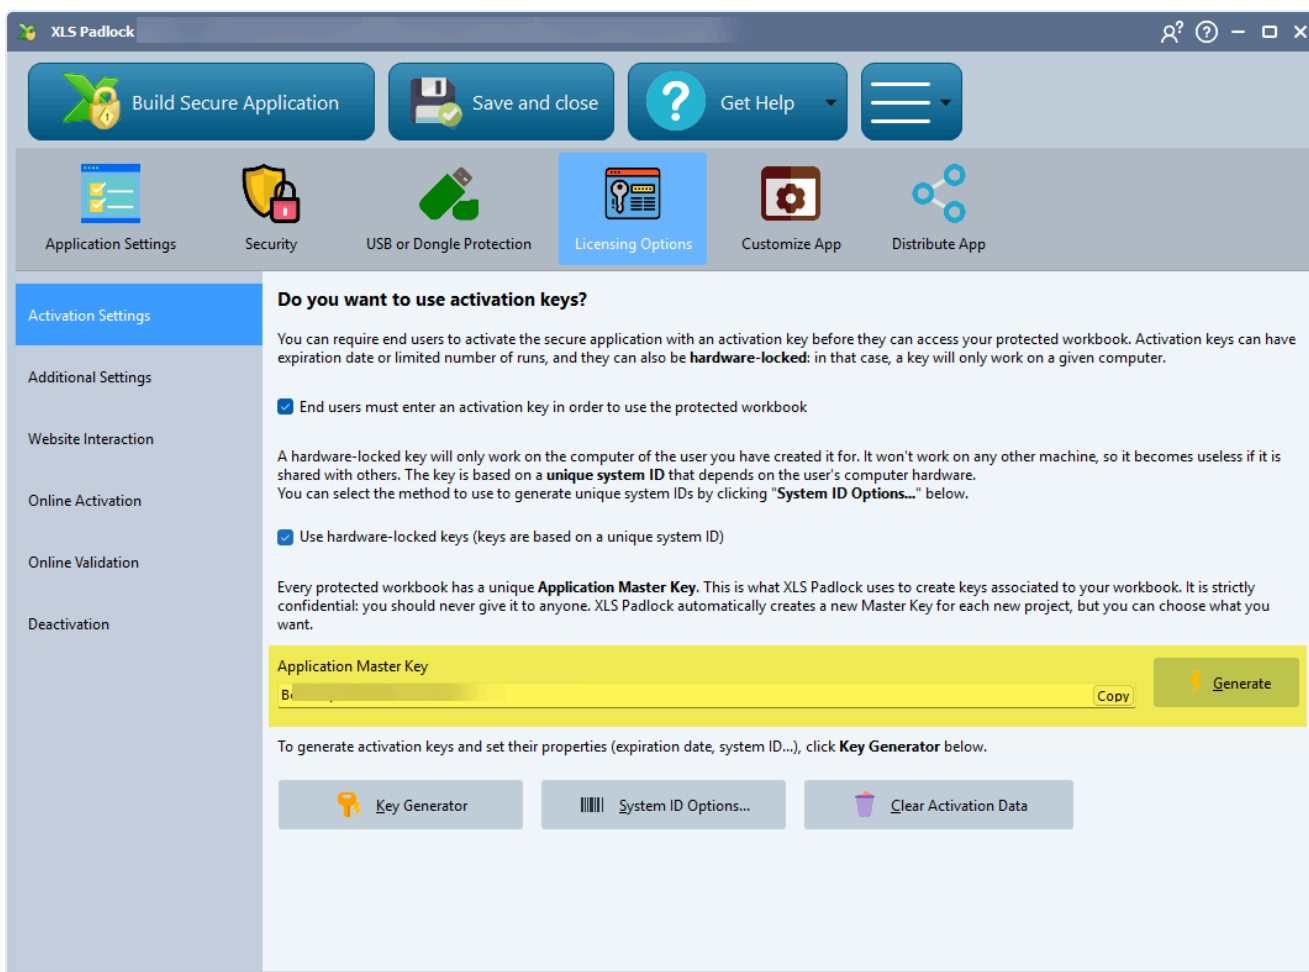 XLS Padlock
Build Secure Application
Save and close
Get Help
Application Settings
Security
USB or Dongle Protection
Licensing Options
Customize App
Distribute App
Activation Settings
Additional Settings
Website Interaction
Online Activation
Online Validation
Deactivation
Do you want to use activation keys?
You can require end users to activate the secure application with an activation key before they can access your protected workbook. Activation keys can have
expiration date or limited number of runs, and they can also be hardware-locked: in that case, a key will only work on a given computer.
End users must enter an activation key in order to use the protected workbook
A hardware-locked key will only work on the computer of the user you have created it for. It won't work on any other machine, so it becomes useless if it is
shared with others. The key is based on a unique system ID that depends on the user's computer hardware.
You can select the method to use to generate unique system IDs by clicking "System ID Options..." below.
Use hardware-locked keys (keys are based on a unique system ID)
Every protected workbook has a unique Application Master Key. This is what XLS Padlock uses to create keys associated to your workbook. It is strictly
confidential: you should never give it to anyone. XLS Padlock automatically creates a new Master Key for each new project, but you can choose what you
want.
Application Master Key
Copy
Generate
To generate activation keys and set their properties (expiration date, system ID...), click Key Generator below.
Key Generator
System ID Options...
Clear Activation Data